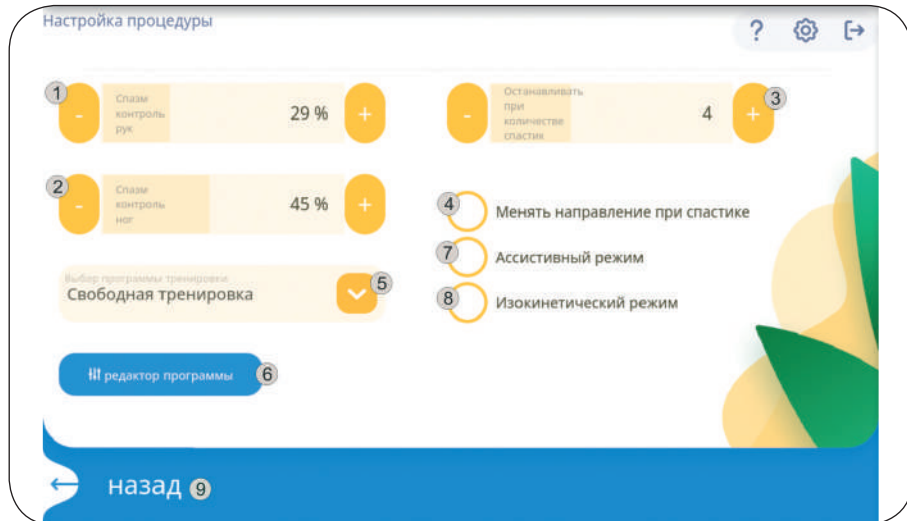 Настройка процедуры
?
1
- Спазм контроль рук 29 % +
Останавливать при количестве спастик
- 4 + 3
2
- Спазм контроль ног 45 % +
4 Менять направление при спастике
7 Ассистивный режим
8 Изокинетический режим
Выбор программы тренировки
Свободная тренировка 5
редактор программы 6
← назад 9